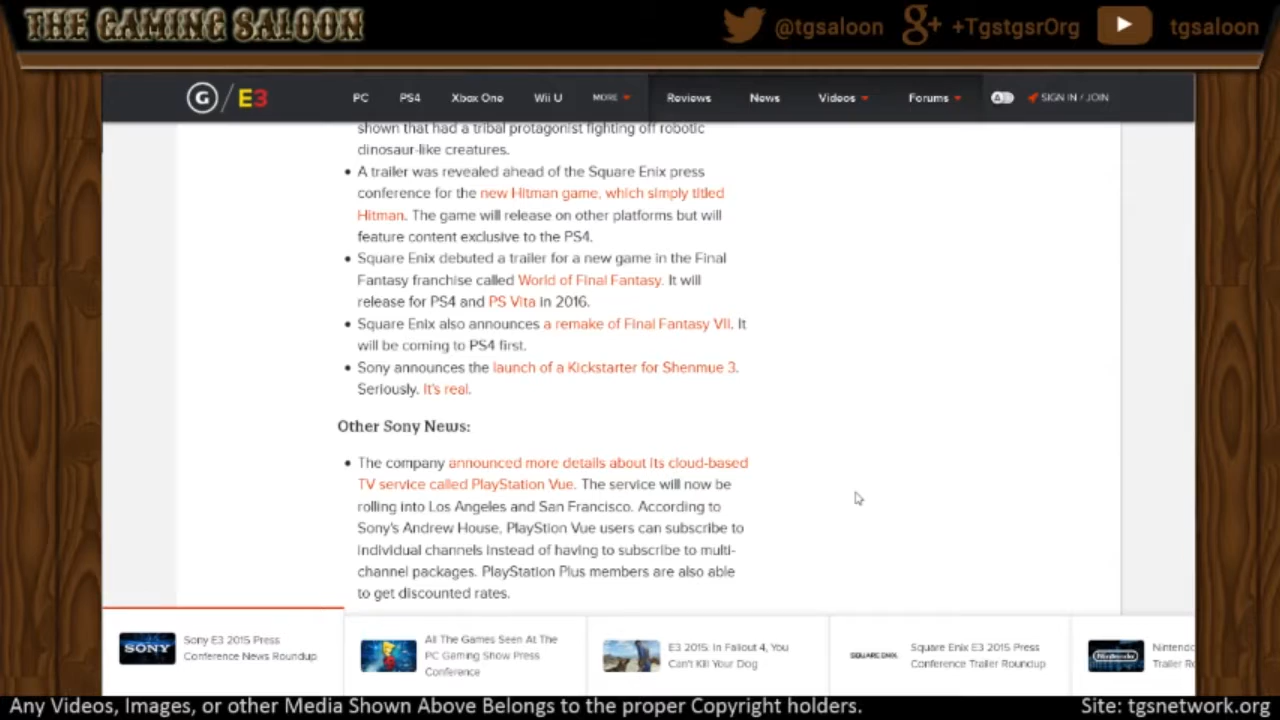 THE GAMING SALOON
@tgsaloon
+TgstgsrOrg
tgsaloon
G / E3
PC PS4 Xbox One Wii U MORE Reviews News Videos Forums SIGN IN / JOIN
shown that had a tribal protagonist fighting off robotic
dinosaur-like creatures.
• A trailer was revealed ahead of the Square Enix press
conference for the new Hitman game, which simply titled
Hitman. The game will release on other platforms but will
feature content exclusive to the PS4.
• Square Enix debuted a trailer for a new game in the Final
Fantasy franchise called World of Final Fantasy. It will
release for PS4 and PS Vita in 2016.
• Square Enix also announces a remake of Final Fantasy VII. It
will be coming to PS4 first.
• Sony announces the launch of a Kickstarter for Shenmue 3.
Seriously. It's real.
Other Sony News:
• The company announced more details about its cloud-based
TV service called PlayStation Vue. The service will now be
rolling into Los Angeles and San Francisco. According to
Sony's Andrew House, PlayStion Vue users can subscribe to
individual channels instead of having to subscribe to multi-
channel packages. PlayStation Plus members are also able
to get discounted rates.
SONY
Sony E3 2015 Press
Conference News Roundup
All The Games Seen At The
PC Gaming Show Press
Conference
E3 2015: In Fallout 4, You
Can't Kill Your Dog
SQUARE ENIX
Square Enix E3 2015 Press
Conference Trailer Roundup
Nintendo
Nintendo
Trailer Ro
Any Videos, Images, or other Media Shown Above Belongs to the proper Copyright holders.
Site: tgsnetwork.org